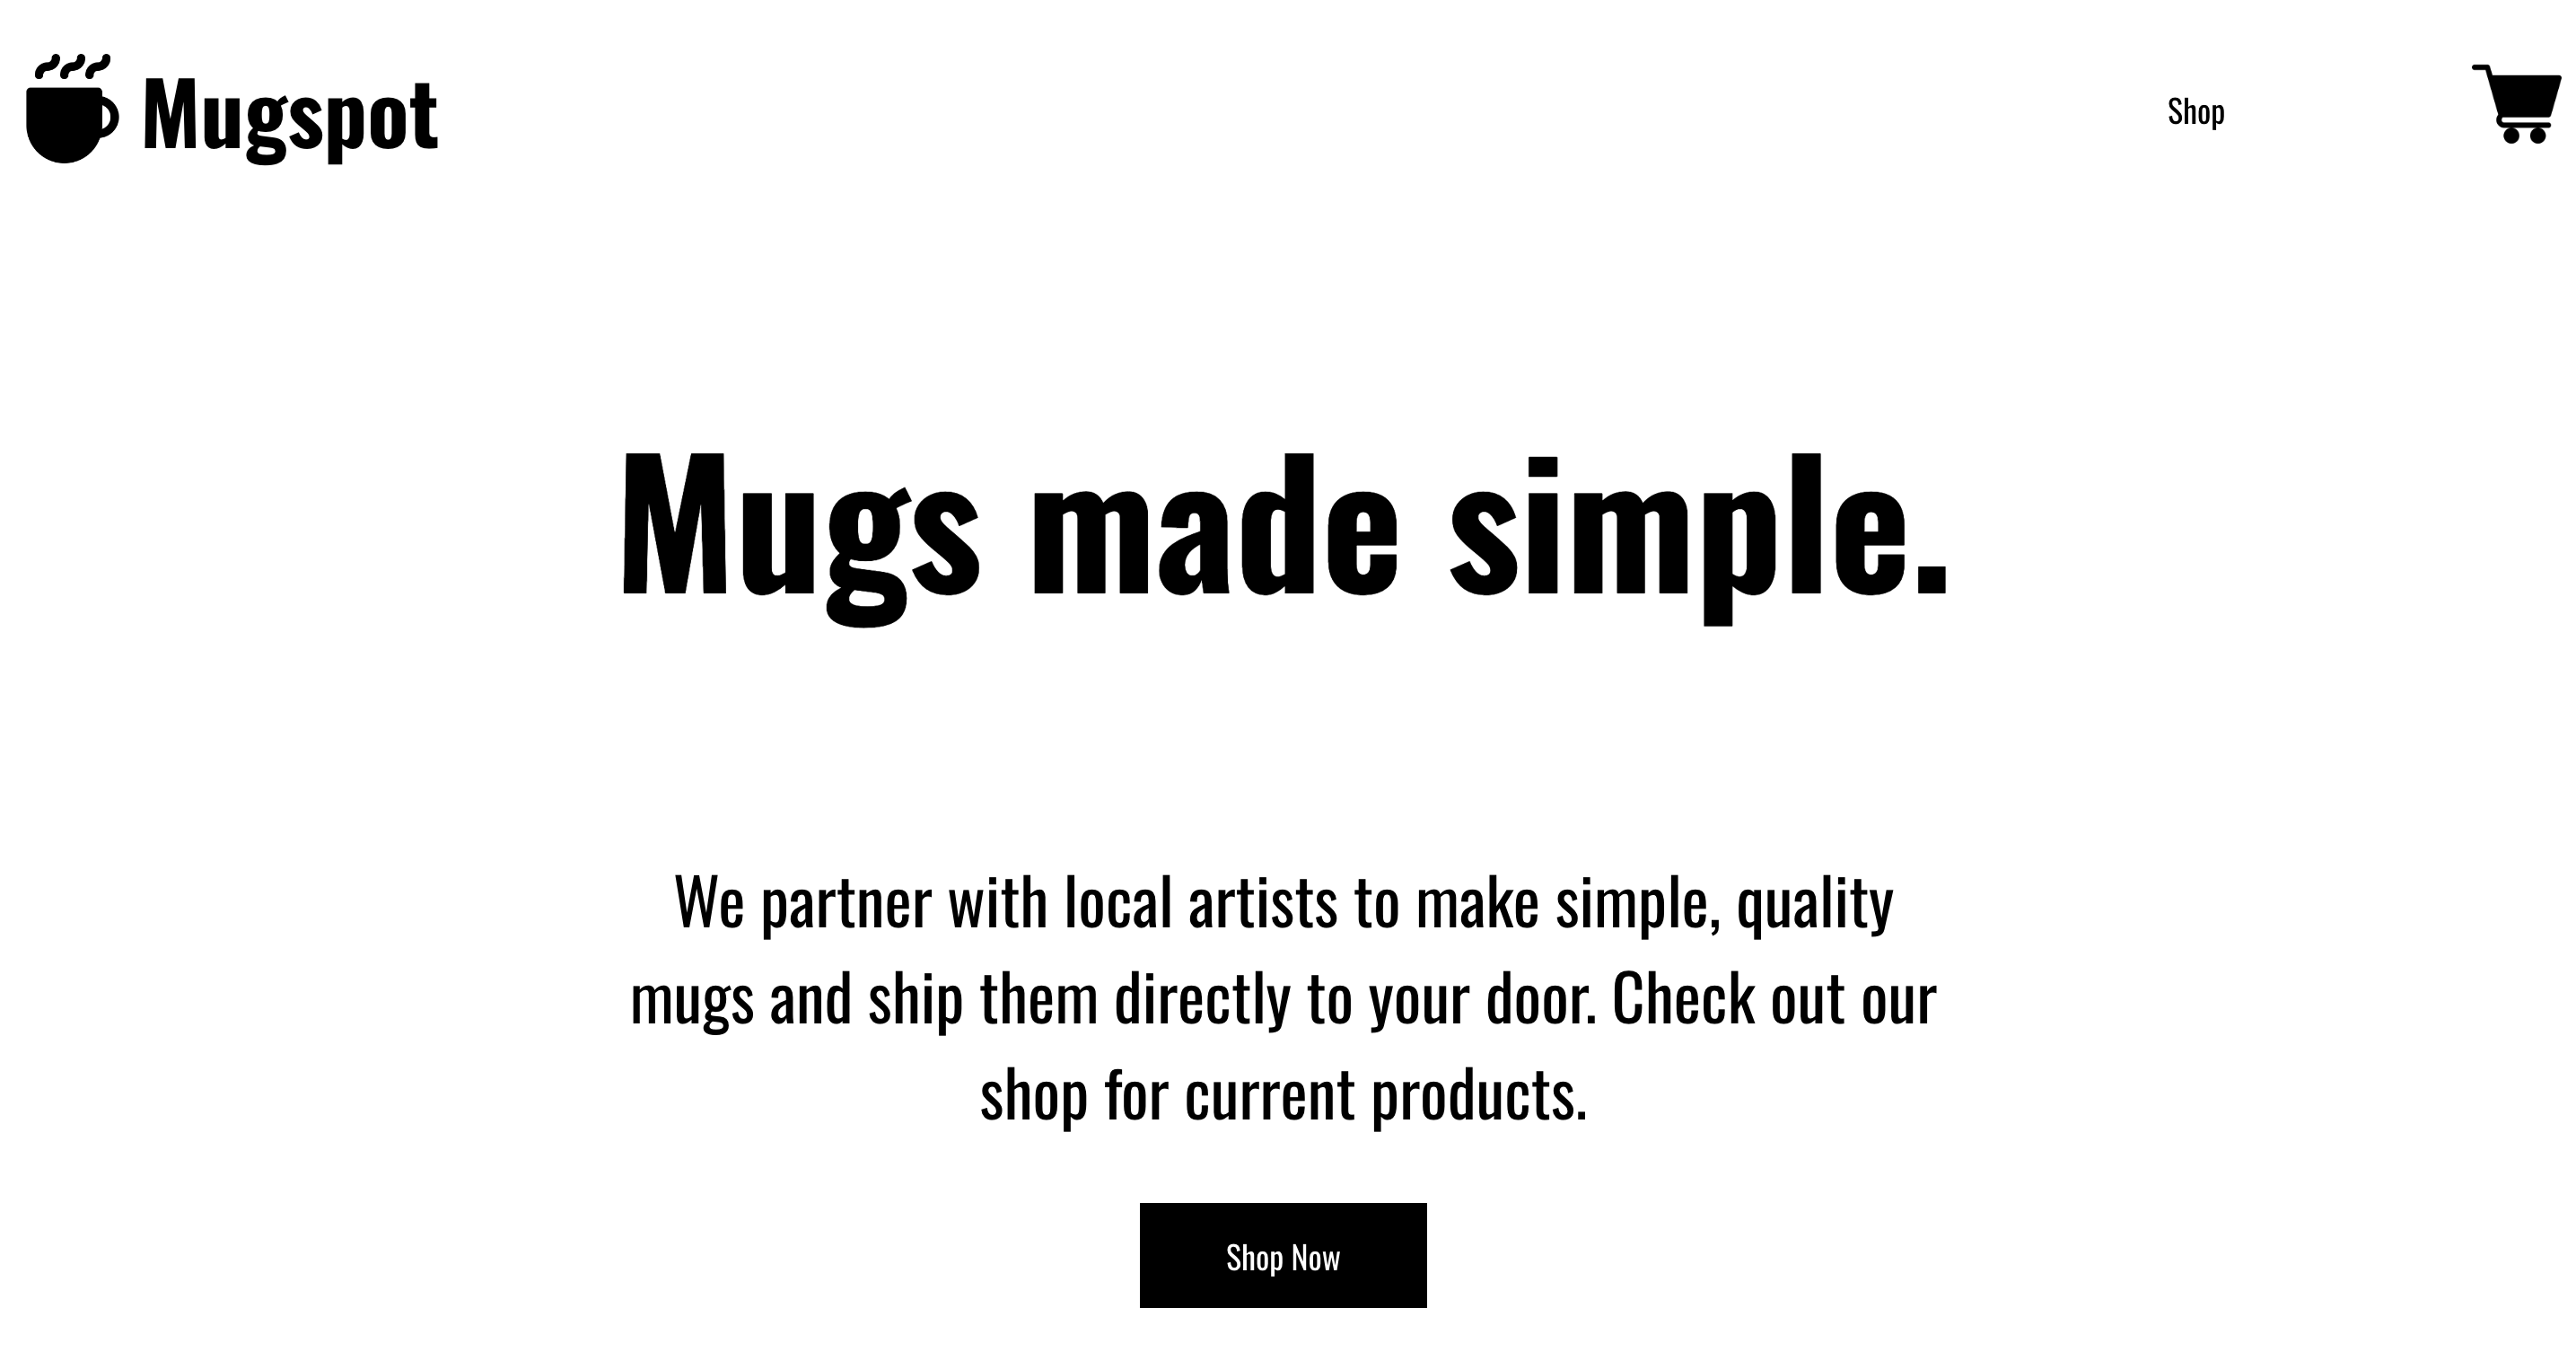 Mugspot
Shop
Mugs made simple.
We partner with local artists to make simple, quality
mugs and ship them directly to your door. Check out our
shop for current products.
Shop Now